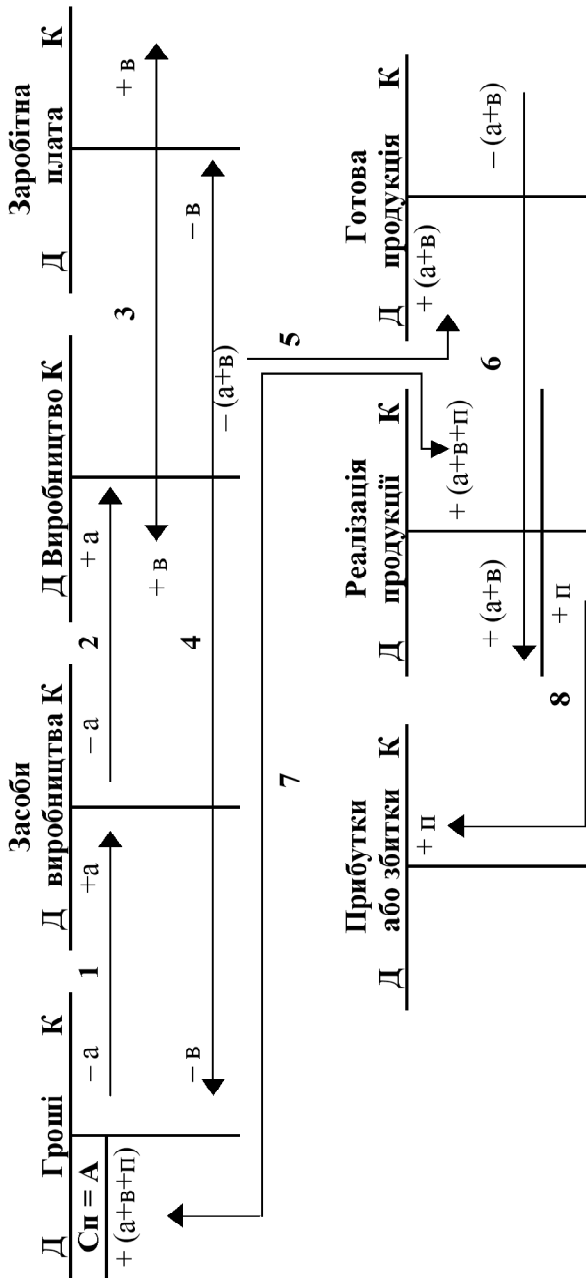 Д Гроші К
Сп = А
+ (а+в+п)
– а
– в
1
Засоби
Д виробництва К
+а
– а
2
Д Виробництво К
+ а
+ в
– (а+в)
3
4
Заробітна
Д плата К
– в
+ в
5
7
Прибутки
Д або збитки К
+ п
8
Реалізація
Д продукції К
+ (а+в)
+ (а+в+п)
+ п
6
Готова
Д продукція К
+ (а+в)
– (а+в)